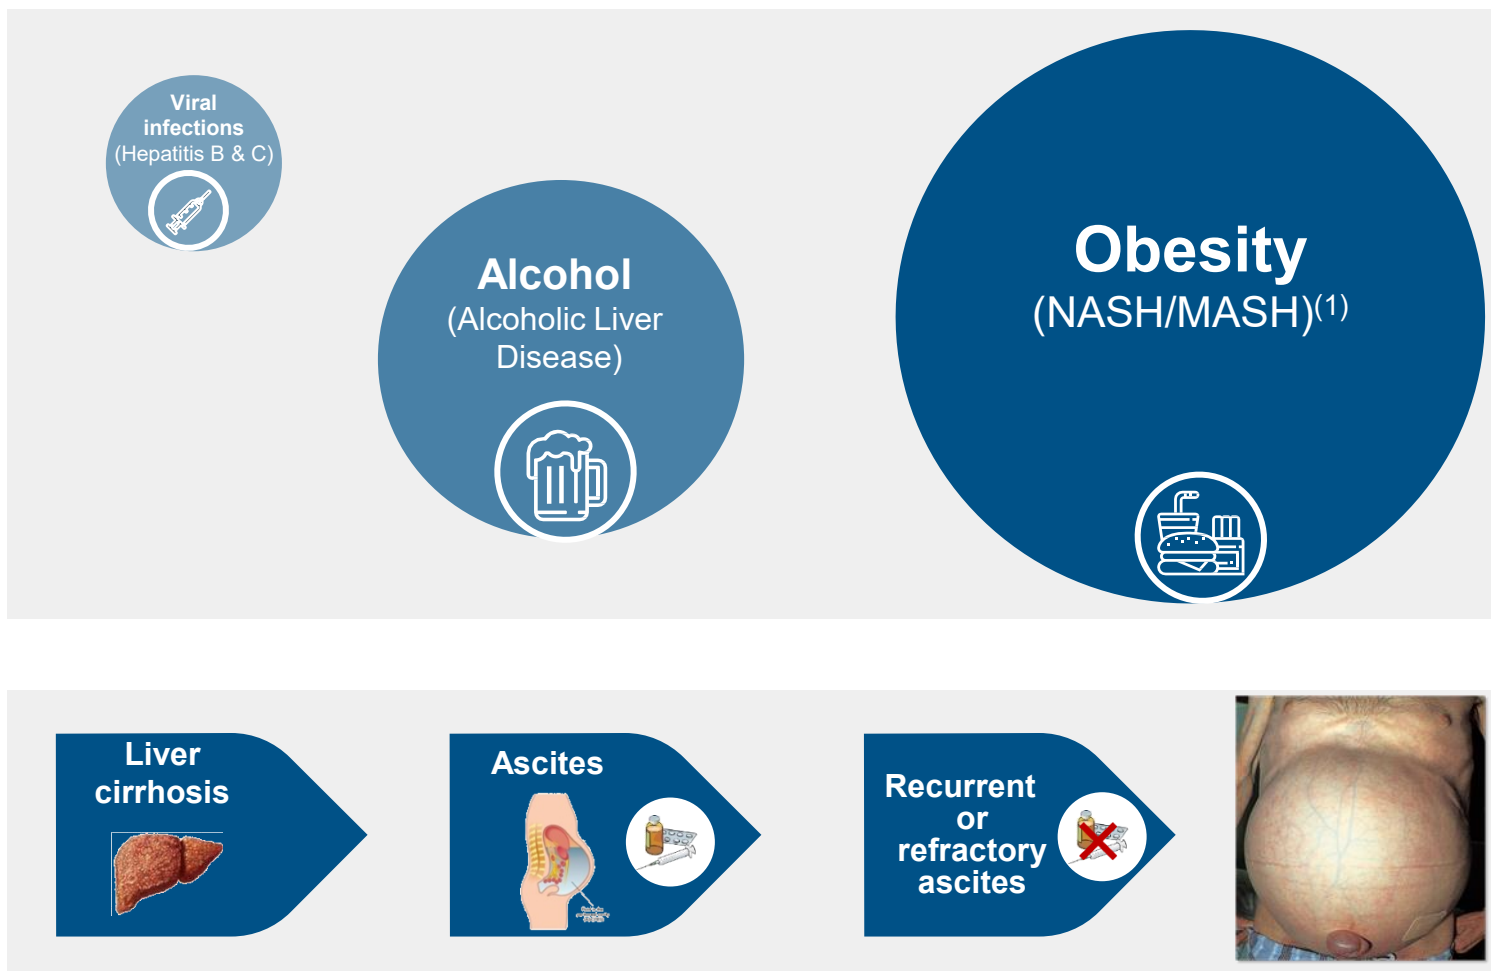 Viral
infections
(Hepatitis B & C)
Alcohol
(Alcoholic Liver
Disease)
Obesity
(NASH/MASH)(1)
Liver
cirrhosis
Ascites
Recurrent
or
refractory
ascites